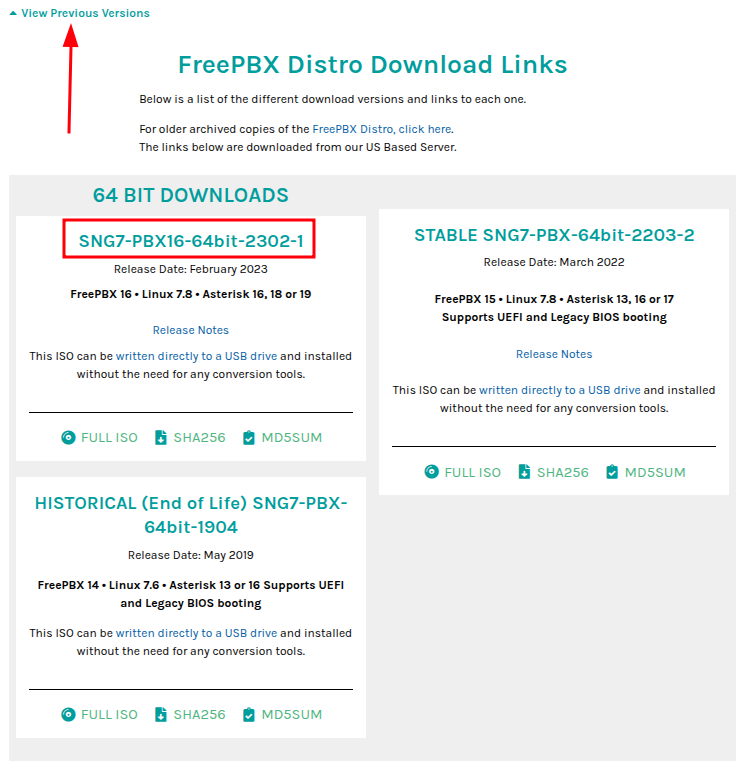 View Previous Versions
FreePBX Distro Download Links
Below is a list of the different download versions and links to each one.
For older archived copies of the FreePBX Distro, click here.
The links below are downloaded from our US Based Server.
64 BIT DOWNLOADS
SNG7-PBX16-64bit-2302-1
Release Date: February 2023
FreePBX 16 • Linux 7.8 • Asterisk 16, 18 or 19
Release Notes
This ISO can be written directly to a USB drive and installed
without the need for any conversion tools.
FULL ISO SHA256 MD5SUM
STABLE SNG7-PBX-64bit-2203-2
Release Date: March 2022
FreePBX 15 • Linux 7.8 • Asterisk 13, 16 or 17
Supports UEFI and Legacy BIOS booting
Release Notes
This ISO can be written directly to a USB drive and installed
without the need for any conversion tools.
FULL ISO SHA256 MD5SUM
HISTORICAL (End of Life) SNG7-PBX-
64bit-1904
Release Date: May 2019
FreePBX 14 • Linux 7.6 • Asterisk 13 or 16 Supports UEFI
and Legacy BIOS booting
This ISO can be written directly to a USB drive and installed
without the need for any conversion tools.
FULL ISO SHA256 MD5SUM